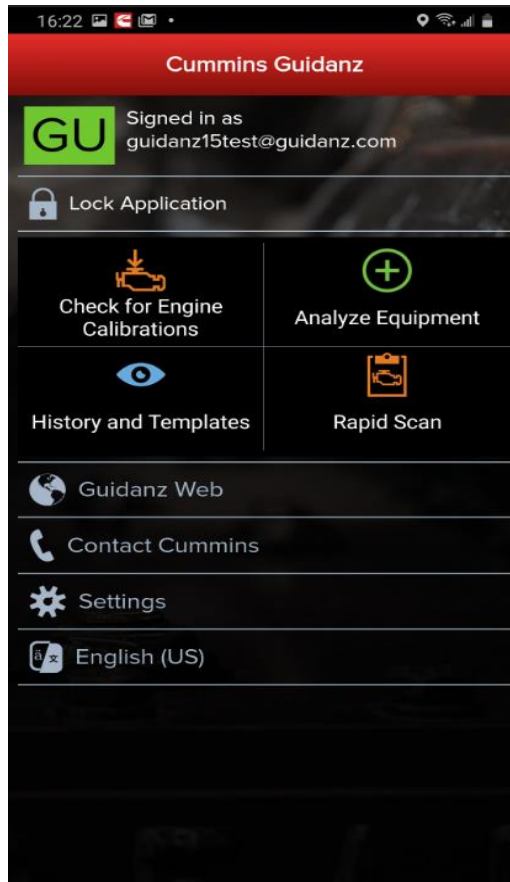 16:22
Cummins Guidanz
GU
Signed in as
guidanz15test@guidanz.com
Lock Application
Check for Engine
Calibrations
Analyze Equipment
History and Templates
Rapid Scan
Guidanz Web
Contact Cummins
Settings
English (US)